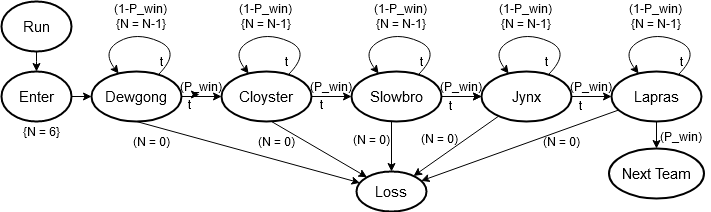 Run
(1-P_win)
{N = N-1}
(1-P_win)
{N = N-1}
(1-P_win)
{N = N-1}
(1-P_win)
{N = N-1}
(1-P_win)
{N = N-1}
t
t
t
t
t
Enter
Dewgong
(P_win)
t
Cloyster
(P_win)
t
Slowbro
(P_win)
t
Jynx
(P_win)
t
Lapras
{N = 6}
(N = 0)
(N = 0)
(N = 0)
(N = 0)
(N = 0)
(P_win)
Loss
Next Team